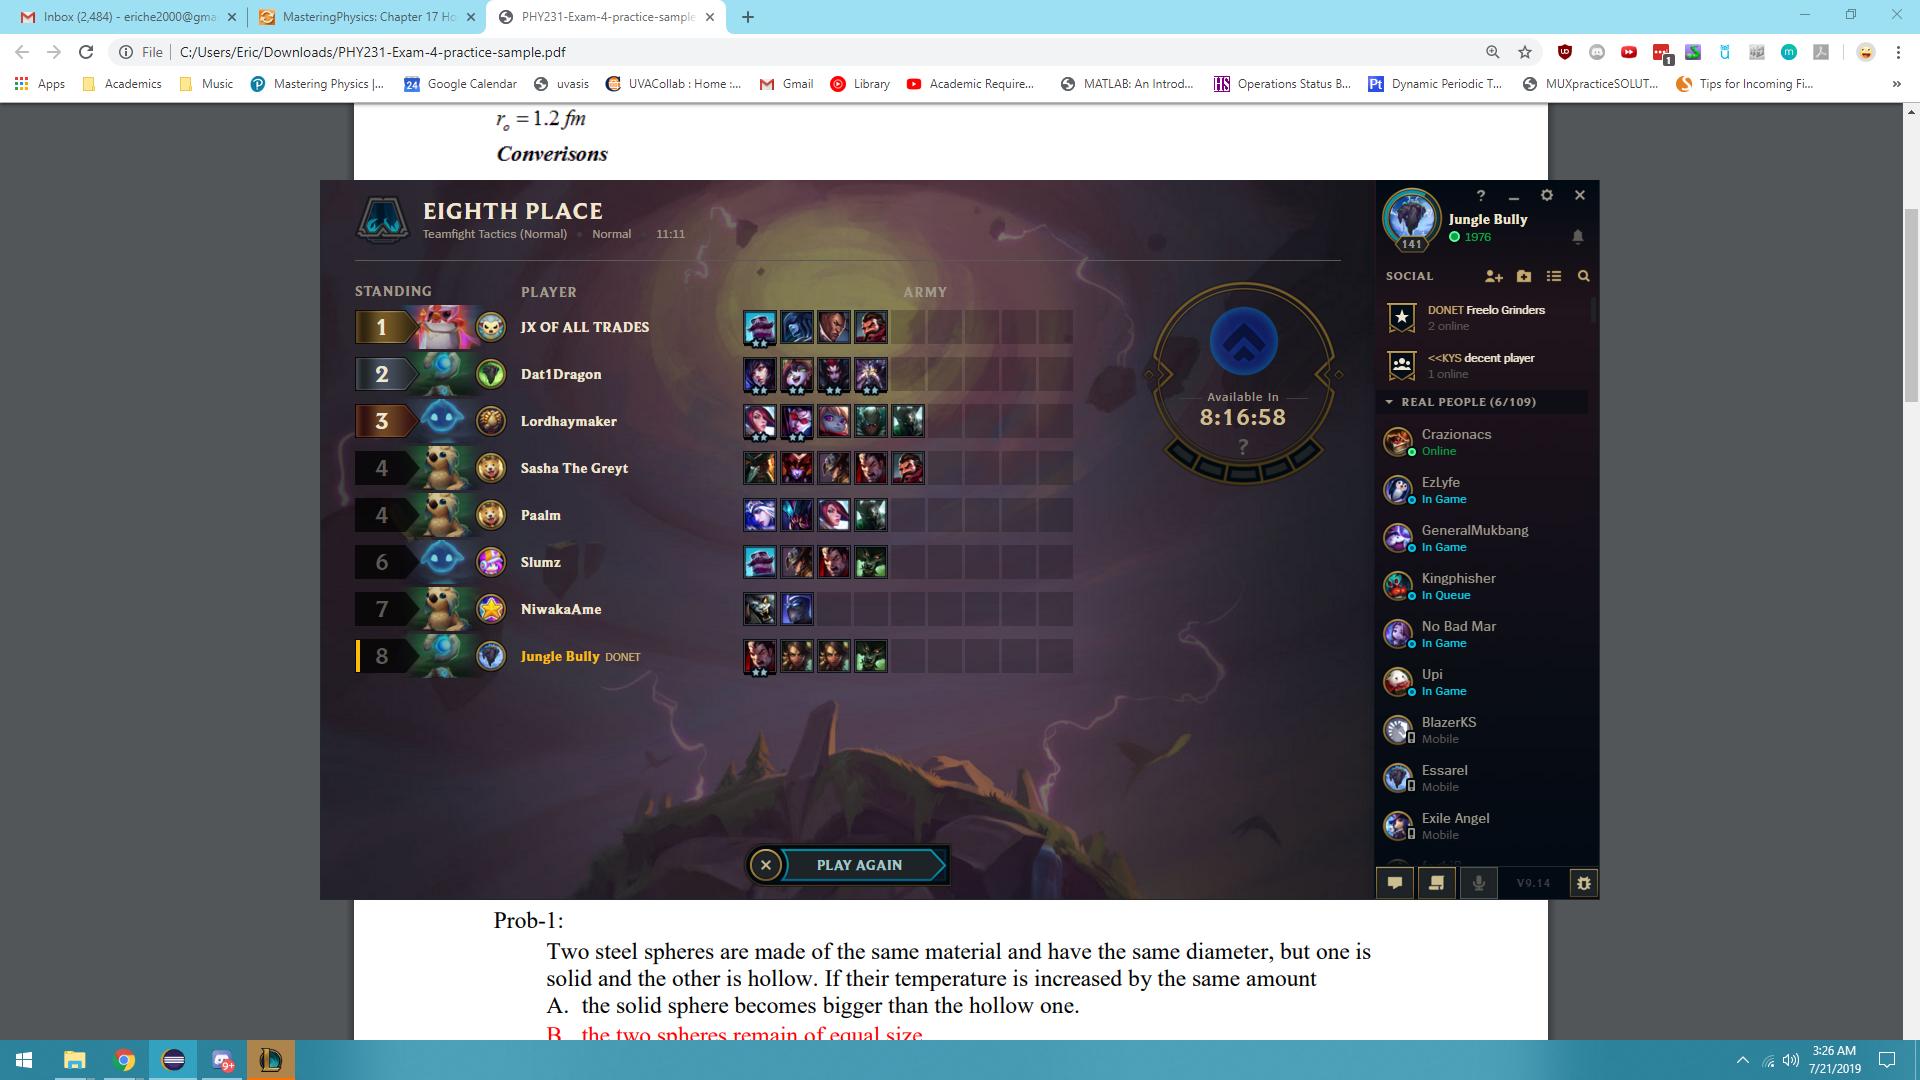 Inbox (2,484) - eriche2000@gma
MasteringPhysics: Chapter 17 Ho
PHY231-Exam-4-practice-sample
File
C:/Users/Eric/Downloads/PHY231-Exam-4-practice-sample.pdf
1
Apps
Academics
Music
Mastering Physics |...
24
Google Calendar
uvasis
UVACollab : Home :...
Gmail
Library
Academic Require...
MATLAB: An Introd...
HS
Operations Status B...
Pt
Dynamic Periodic T...
MUXpracticeSOLUT...
Tips for Incoming Fi...
»
rₒ = 1.2 fm
Converisons
EIGHTH PLACE
Teamfight Tactics (Normal) • Normal 11:11
STANDING PLAYER ARMY
1 JX OF ALL TRADES
2 Dat1Dragon
3 Lordhaymaker
4 Sasha The Greyt
4 Paalm
6 Slumz
7 NiwakaAme
8 Jungle Bully DONET
Available In
8:16:58
?
PLAY AGAIN
?
Jungle Bully
1976
141
SOCIAL
DONET Freelo Grinders
2 online
<<KYS decent player
1 online
REAL PEOPLE (6/109)
Crazionacs
Online
EzLyfe
In Game
GeneralMukbang
In Game
Kingphisher
In Queue
No Bad Mar
In Game
Upi
In Game
BlazerKS
Mobile
Essarel
Mobile
Exile Angel
Mobile
V9.14
Prob-1:
Two steel spheres are made of the same material and have the same diameter, but one is
solid and the other is hollow. If their temperature is increased by the same amount
A. the solid sphere becomes bigger than the hollow one.
B. the two spheres remain of equal size
9+
3:26 AM
7/21/2019